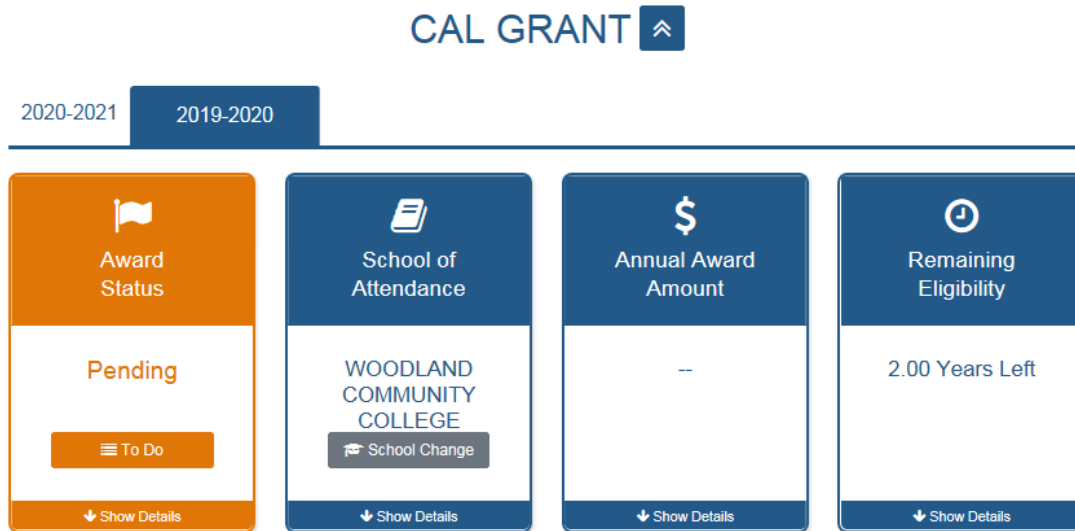 CAL GRANT
2020-2021
2019-2020
Award
Status
Pending
To Do
Show Details
School of
Attendance
WOODLAND
COMMUNITY
COLLEGE
School Change
Show Details
$
Annual Award
Amount
--
Show Details
Remaining
Eligibility
2.00 Years Left
Show Details